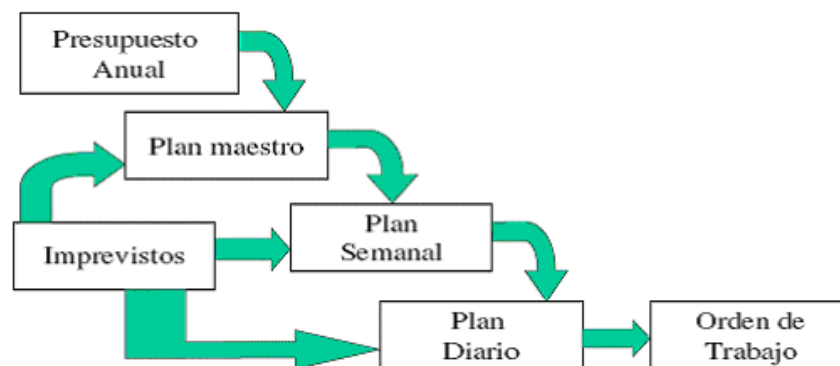 Presupuesto
Anual
Plan maestro
Imprevistos
Plan
Semanal
Plan
Diario
Orden de
Trabajo